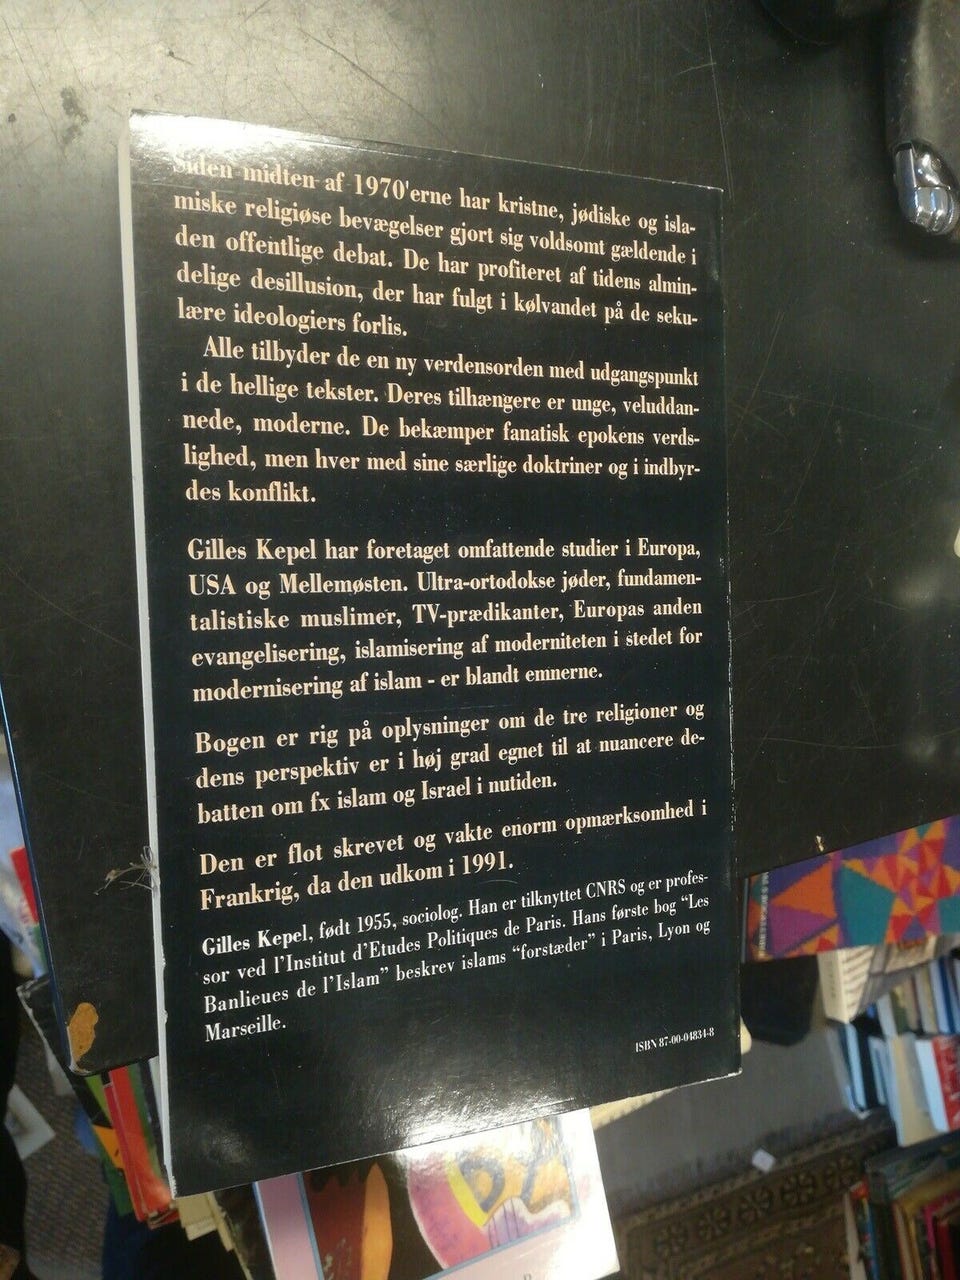 Siden midten af 1970'erne har kristne, jødiske og isla-
miske religiøse bevægelser gjort sig voldsomt gældende i
den offentlige debat. De har profiteret af tidens almin-
delige desillusion, der har fulgt i kølvandet på de seku-
lære ideologiers forlis.
Alle tilbyder de en ny verdensorden med udgangspunkt
i de hellige tekster. Deres tilhængere er unge, veluddan-
nede, moderne. De bekæmper fanatisk epokens verds-
lighed, men hver med sine særlige doktriner og i indbyr-
des konflikt.
Gilles Kepel har foretaget omfattende studier i Europa,
USA og Mellemøsten. Ultra-ortodokse jøder, fundamen-
talistiske muslimer, TV-prædikanter, Europas anden
evangelisering, islamisering af moderniteten i stedet for
modernisering af islam - er blandt emnerne.
Bogen er rig på oplysninger om de tre religioner og
dens perspektiv er i høj grad egnet til at nuancere de-
batten om fx islam og Israel i nutiden.
Den er flot skrevet og vakte enorm opmærksomhed i
Frankrig, da den udkom i 1991.
Gilles Kepel, født 1955, sociolog. Han er tilknyttet CNRS og er profes-
sor ved l'Institut d'Etudes Politiques de Paris. Hans første bog "Les
Banlieues de l'Islam" beskrev islams "forstæder" i Paris, Lyon og
Marseille.
ISBN 87-00-04834-8